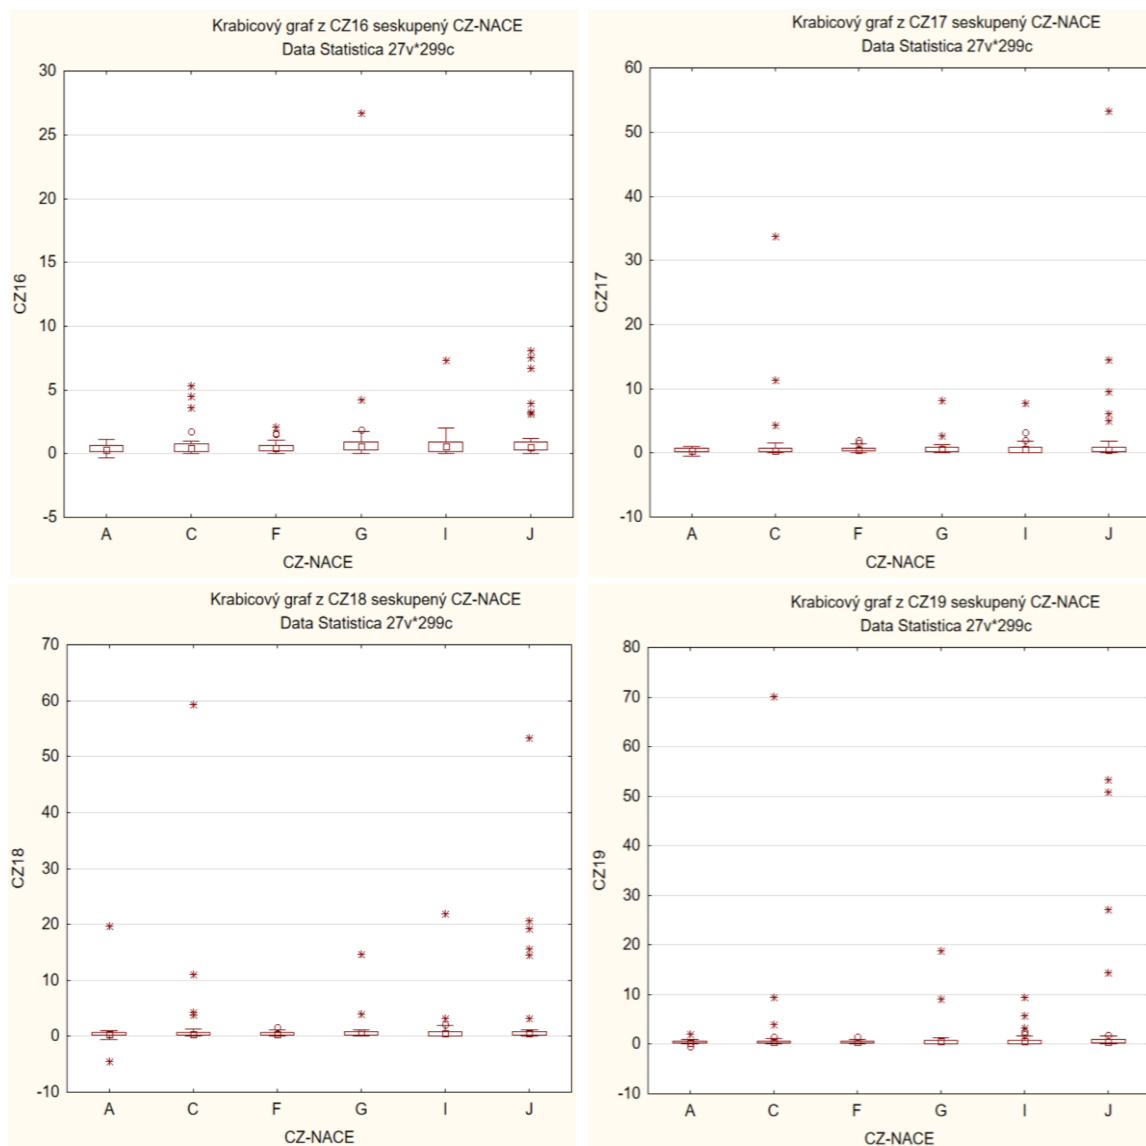 Krabicový graf z CZ16 seskupený CZ-NACE
Data Statistica 27v*299c
30
25
20
15
10
5
0
-5
CZ16
A C F G I J
CZ-NACE
Krabicový graf z CZ17 seskupený CZ-NACE
Data Statistica 27v*299c
60
50
40
30
20
10
0
-10
CZ17
A C F G I J
CZ-NACE
Krabicový graf z CZ18 seskupený CZ-NACE
Data Statistica 27v*299c
70
60
50
40
30
20
10
0
-10
CZ18
A C F G I J
CZ-NACE
Krabicový graf z CZ19 seskupený CZ-NACE
Data Statistica 27v*299c
80
70
60
50
40
30
20
10
0
-10
CZ19
A C F G I J
CZ-NACE